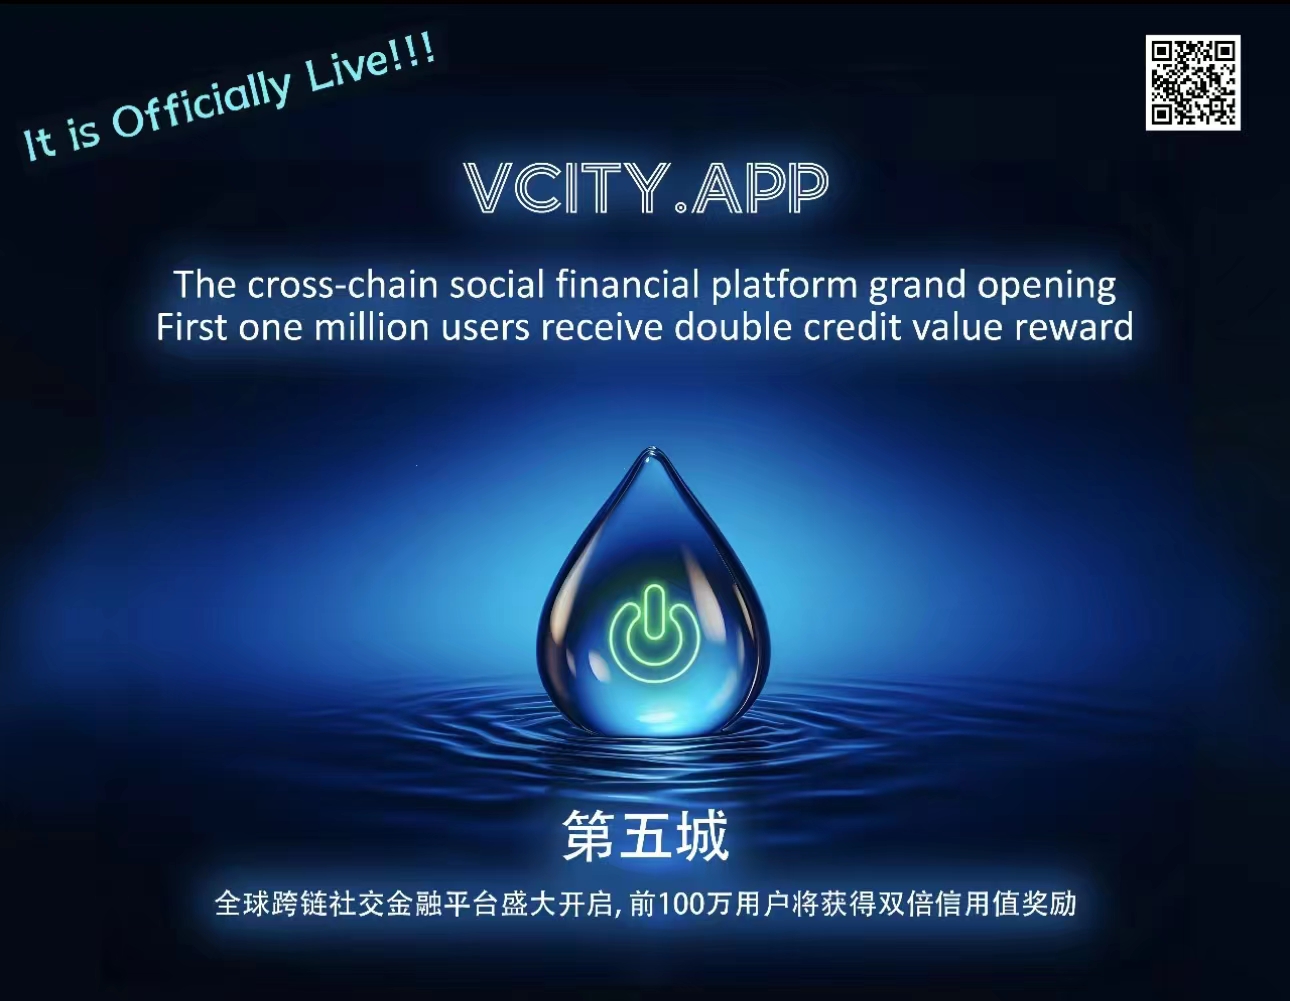 It is Officially Live!!!
VCITY.APP
The cross-chain social financial platform grand opening
First one million users receive double credit value reward
第五城
全球跨链社交金融平台盛大开启, 前100万用户将获得双倍信用值奖励